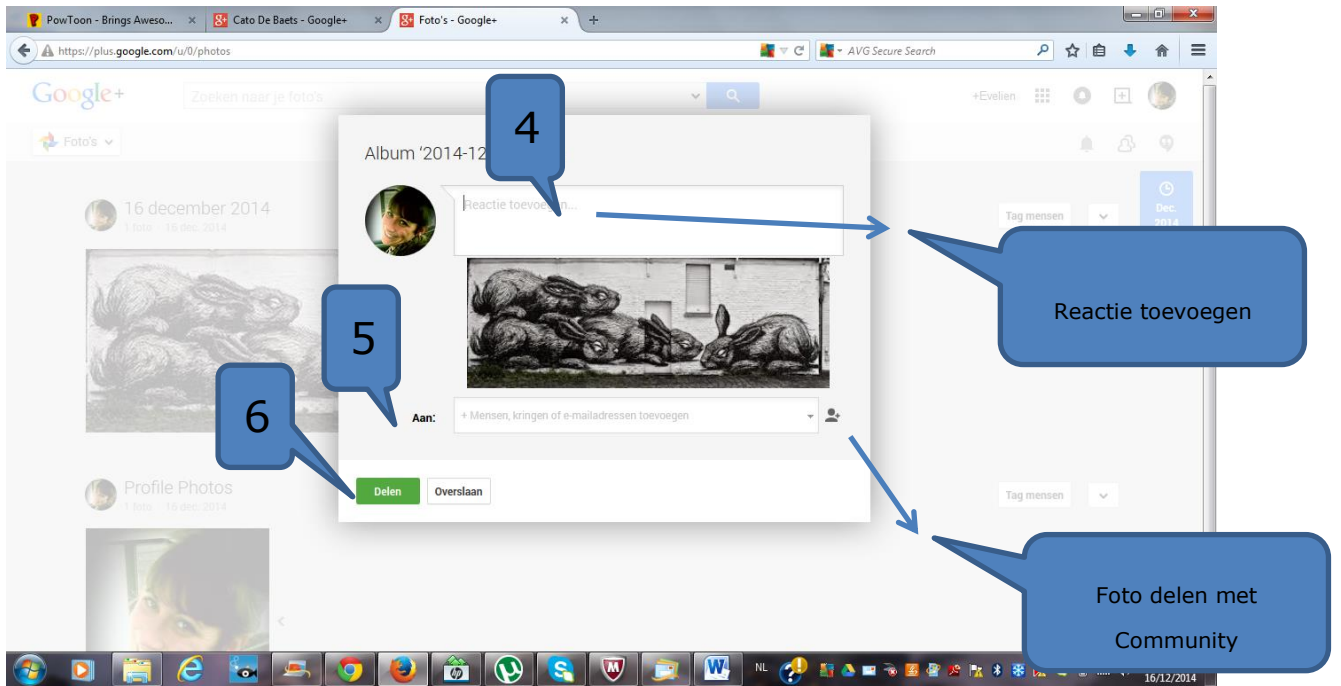 PowToon - Brings Aweso...
Cato De Baets - Google+
Foto's - Google+
https://plus.google.com/u/0/photos
AVG Secure Search
Google+
Zoeken naar je foto's
+Evelien
Foto's
4
Album '2014-12
16 december 2014
1 foto 16 dec. 2014
Reactie toevoegen...
Tag mensen
Dec.
2014
Reactie toevoegen
5
6
Aan:
+ Mensen, kringen of e-mailadressen toevoegen
Profile Photos
1 foto 16 dec. 2014
Delen
Overslaan
Tag mensen
Foto delen met
Community
NL
16/12/2014